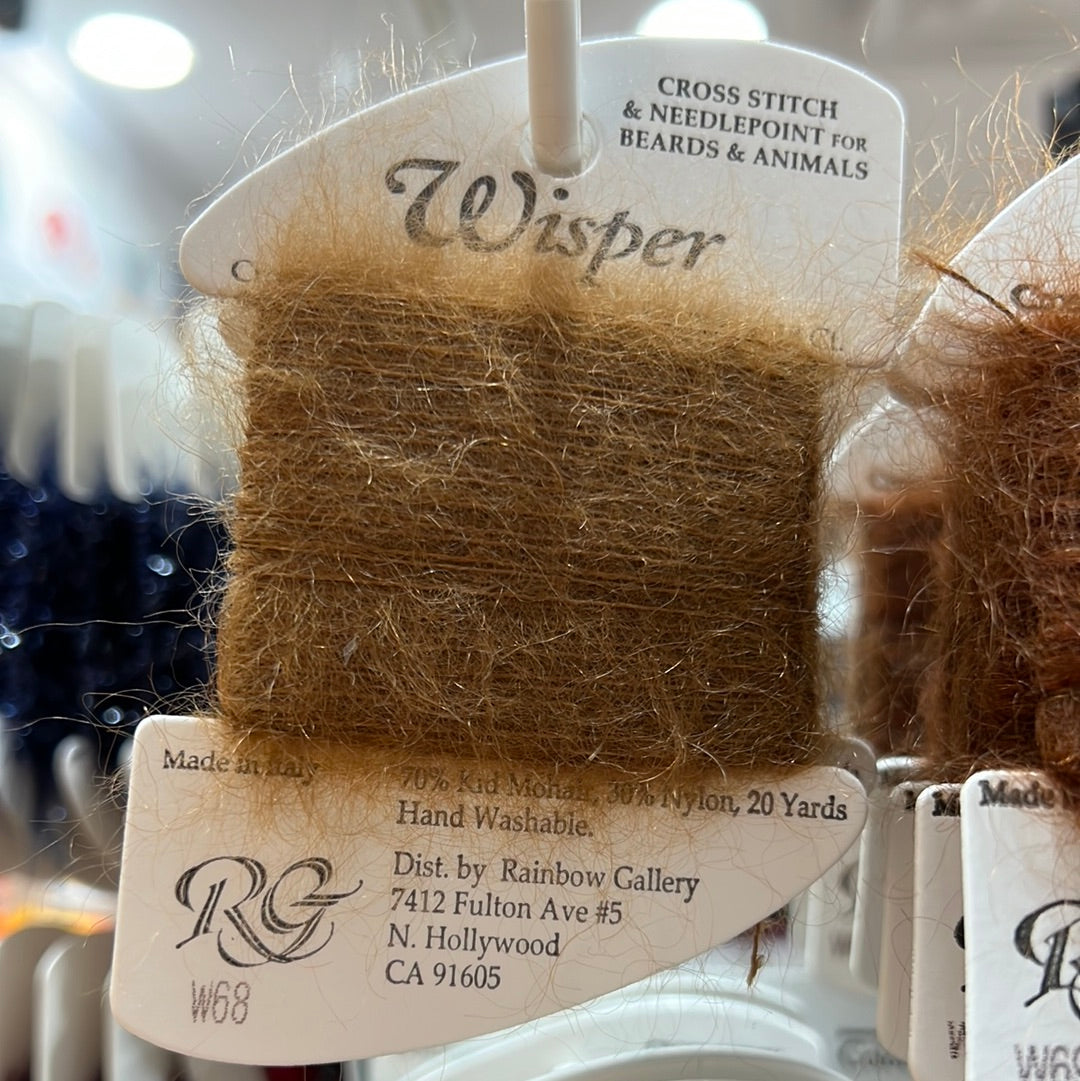 CROSS STITCH
& NEEDLEPOINT FOR
BEARDS & ANIMALS
Wisper
Made in Italy
70% Kid Mohair, 30% Nylon, 20 Yards
Hand Washable.
Dist. by Rainbow Gallery
7412 Fulton Ave #5
N. Hollywood
CA 91605
RG
W68
Made